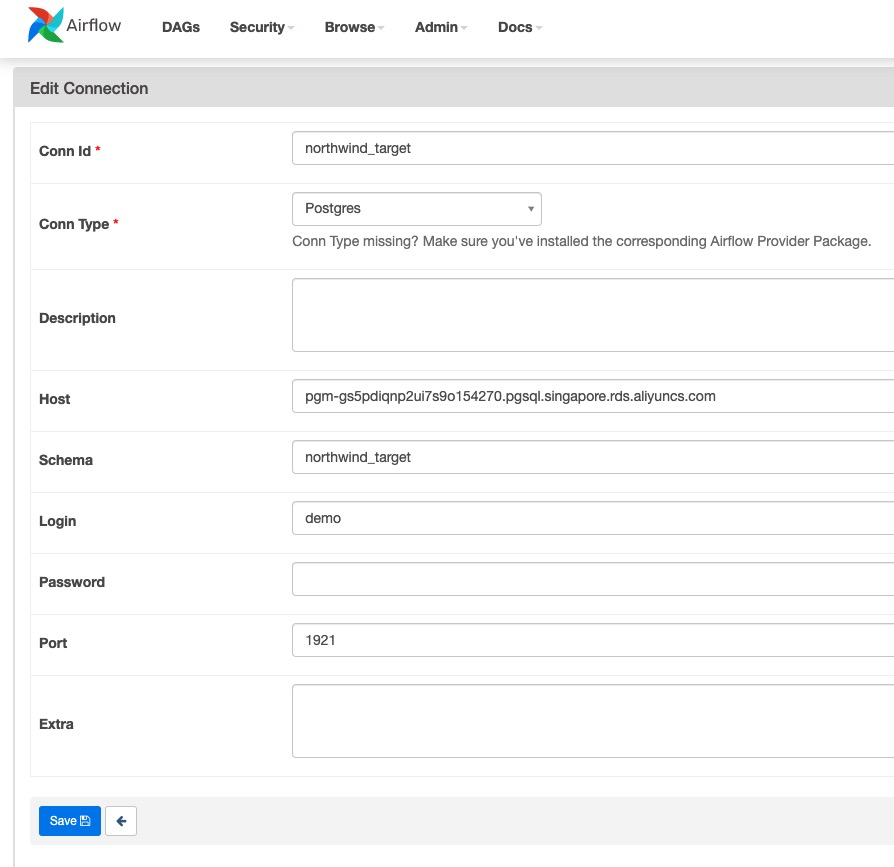 Airflow DAGs Security Browse Admin Docs
Edit Connection
Conn Id * northwind_target
Conn Type * Postgres
Conn Type missing? Make sure you've installed the corresponding Airflow Provider Package.
Description
Host pgm-gs5pdiqnp2ui7s9o154270.pgsql.singapore.rds.aliyuncs.com
Schema northwind_target
Login demo
Password
Port 1921
Extra
Save